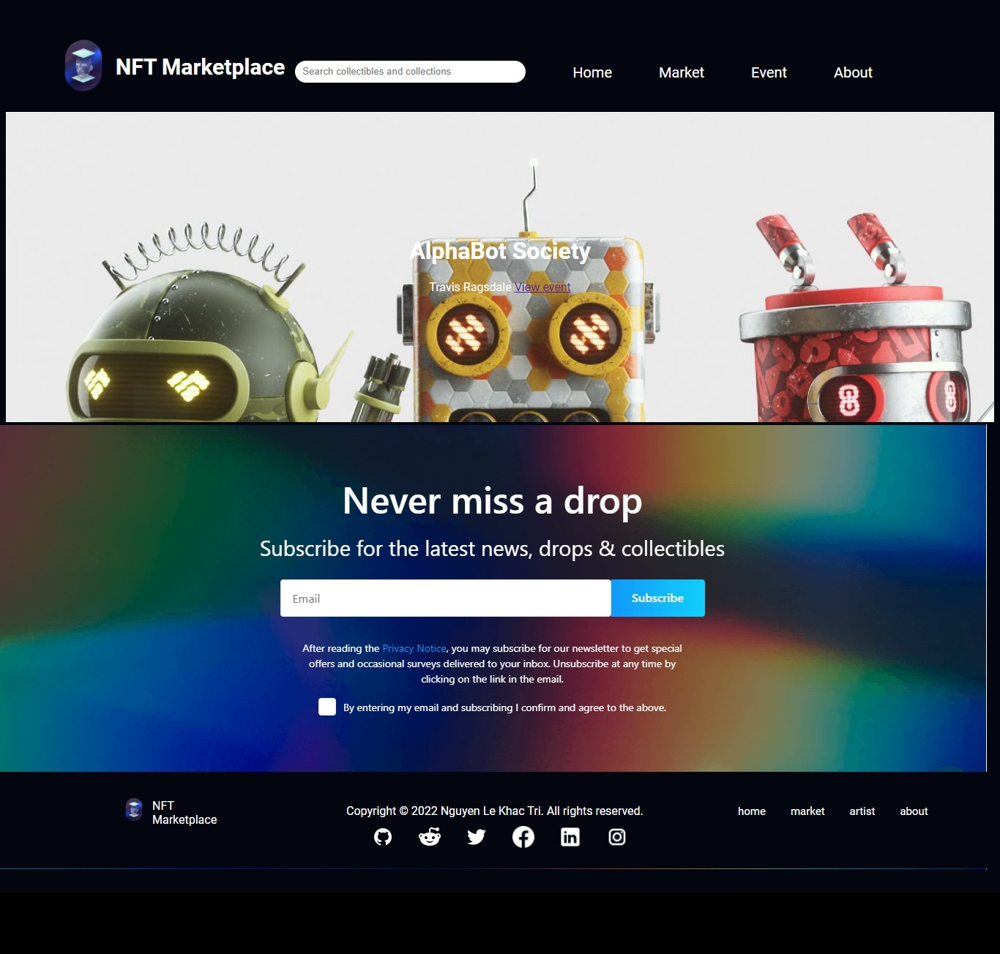 NFT Marketplace
Search collectibles and collections
Home
Market
Event
About
AlphaBot Society
Travis Ragsdale View event
Never miss a drop
Subscribe for the latest news, drops & collectibles
Email
Subscribe
After reading the Privacy Notice, you may subscribe for our newsletter to get special
offers and occasional surveys delivered to your inbox. Unsubscribe at any time by
clicking on the link in the email.
By entering my email and subscribing I confirm and agree to the above.
NFT
Marketplace
Copyright © 2022 Nguyen Le Khac Tri. All rights reserved.
home
market
artist
about